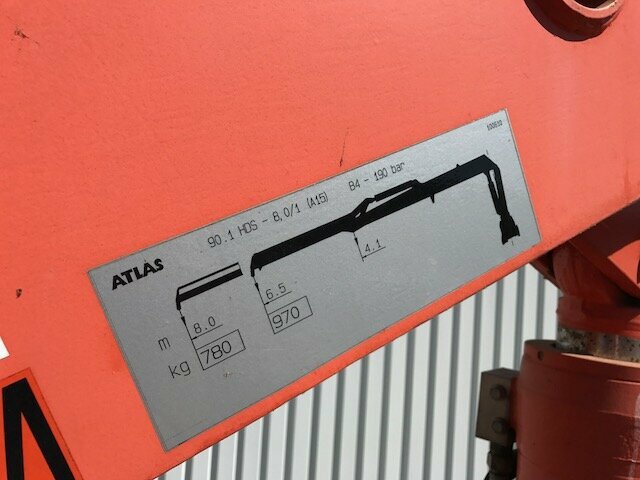 100610
90.1 HDS - 8,0/1 (A15) 84 - 190 bar
ATLAS
m 8.0 6.5 4.1
kg 780 970